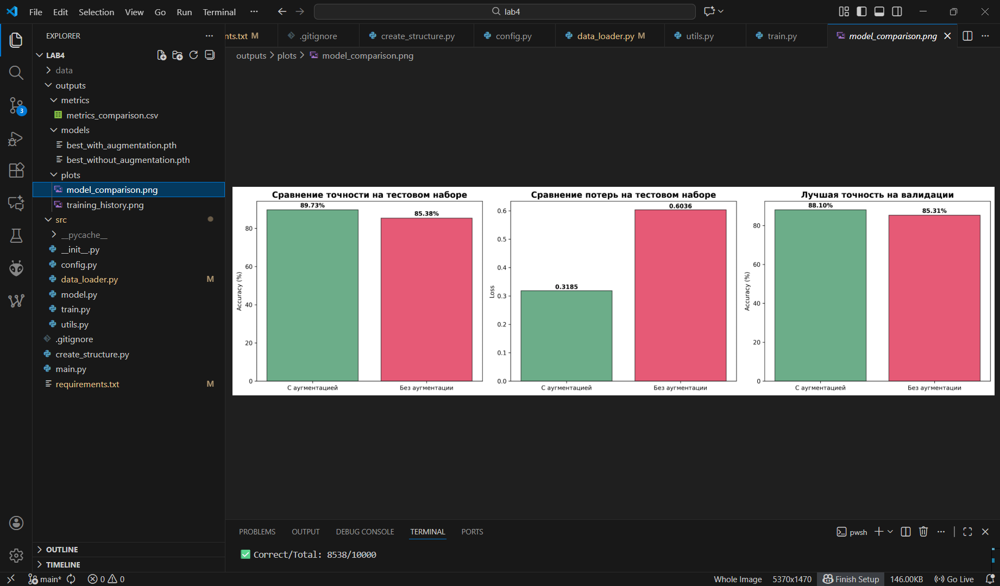 File Edit Selection View Go Run Terminal ···
lab4
EXPLORER
LAB4
data
outputs
metrics
metrics_comparison.csv
models
best_with_augmentation.pth
best_without_augmentation.pth
plots
model_comparison.png
training_history.png
src
__pycache__
__init__.py
config.py
data_loader.py M
model.py
train.py
utils.py
.gitignore
create_structure.py
main.py
requirements.txt M
OUTLINE
TIMELINE
3
nts.txt M .gitignore create_structure.py config.py data_loader.py M utils.py train.py model_comparison.png
outputs > plots > model_comparison.png
Сравнение точности на тестовом наборе
89.73%
85.38%
Accuracy (%)
80
60
40
20
0
С аугментацией
Без аугментации
Сравнение потерь на тестовом наборе
0.6036
0.3185
Loss
0.6
0.5
0.4
0.3
0.2
0.1
0.0
С аугментацией
Без аугментации
Лучшая точность на валидации
88.10%
85.31%
Accuracy (%)
80
60
40
20
0
С аугментацией
Без аугментации
PROBLEMS OUTPUT DEBUG CONSOLE TERMINAL PORTS
pwsh
Correct/Total: 8538/10000
main* 0 0
Whole Image 5370x1470 Finish Setup 146.00KB Go Live